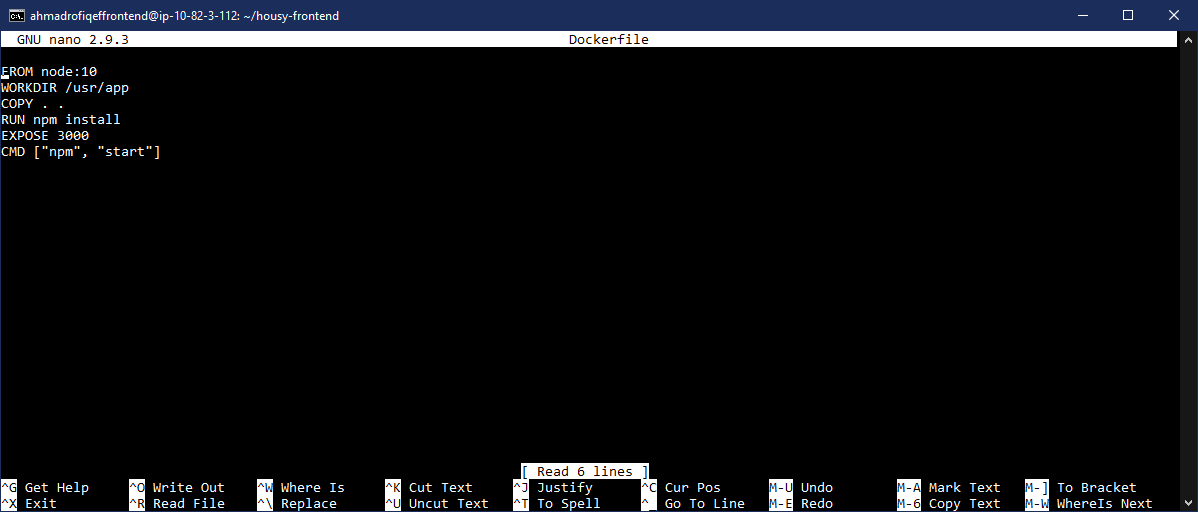 ahmadrofiqeffrontend@ip-10-82-3-112: ~/housy-frontend
GNU nano 2.9.3 Dockerfile
FROM node:10
WORKDIR /usr/app
COPY . .
RUN npm install
EXPOSE 3000
CMD ["npm", "start"]
[ Read 6 lines ]
^G Get Help ^O Write Out ^W Where Is ^K Cut Text ^J Justify ^C Cur Pos M-U Undo M-A Mark Text M-] To Bracket
^X Exit ^R Read File ^\ Replace ^U Uncut Text ^T To Spell ^_ Go To Line M-E Redo M-6 Copy Text M-W WhereIs Next